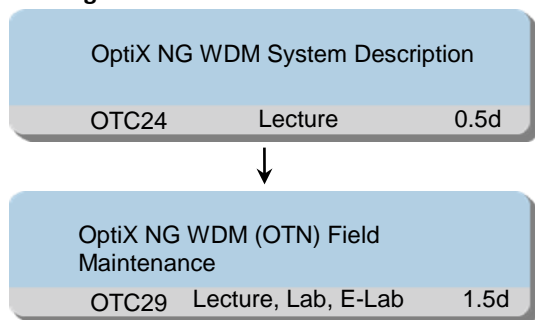 OptiX NG WDM System Description
OTC24 Lecture 0.5d
OptiX NG WDM (OTN) Field
Maintenance
OTC29 Lecture, Lab, E-Lab 1.5d